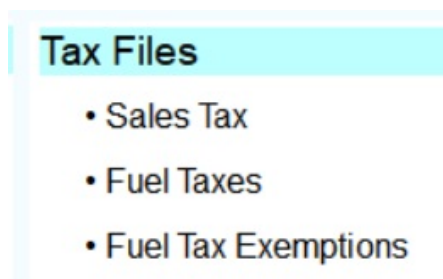 Tax Files
• Sales Tax
• Fuel Taxes
• Fuel Tax Exemptions